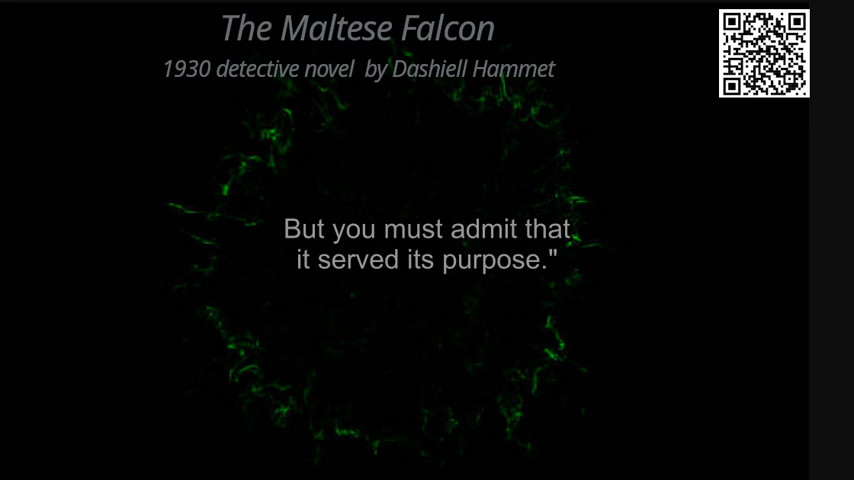 The Maltese Falcon
1930 detective novel by Dashiell Hammet
But you must admit that
it served its purpose."